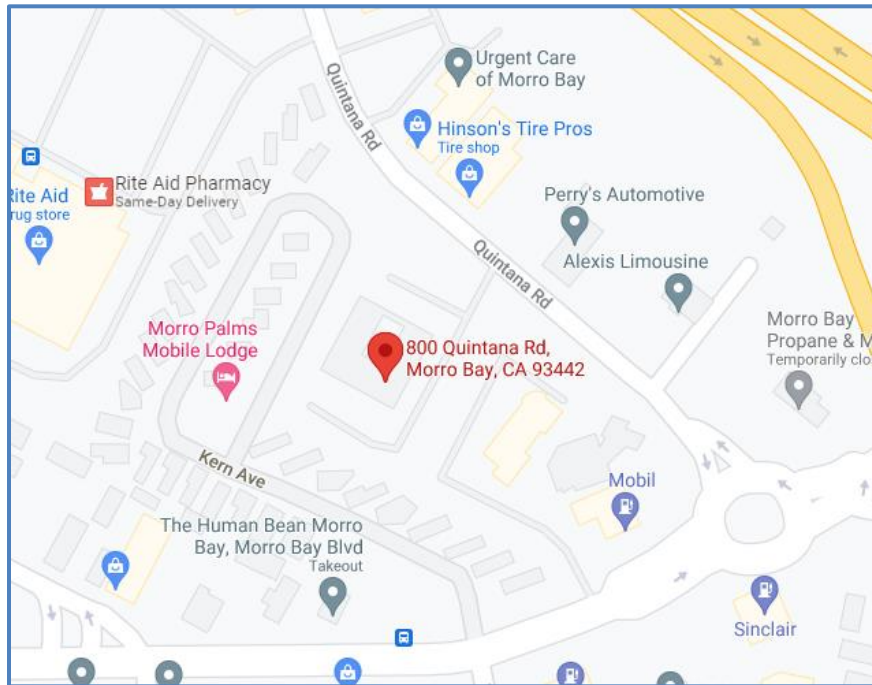 Urgent Care
of Morro Bay
Quintana Rd
Hinson's Tire Pros
Tire shop
Rite Aid Pharmacy
Same-Day Delivery
Rite Aid
rug store
Perry's Automotive
Quintana Rd
Alexis Limousine
Morro Palms
Mobile Lodge
800 Quintana Rd,
Morro Bay, CA 93442
Morro Bay
Propane & M
Temporarily clo
Kern Ave
Mobil
The Human Bean Morro
Bay, Morro Bay Blvd
Takeout
Sinclair